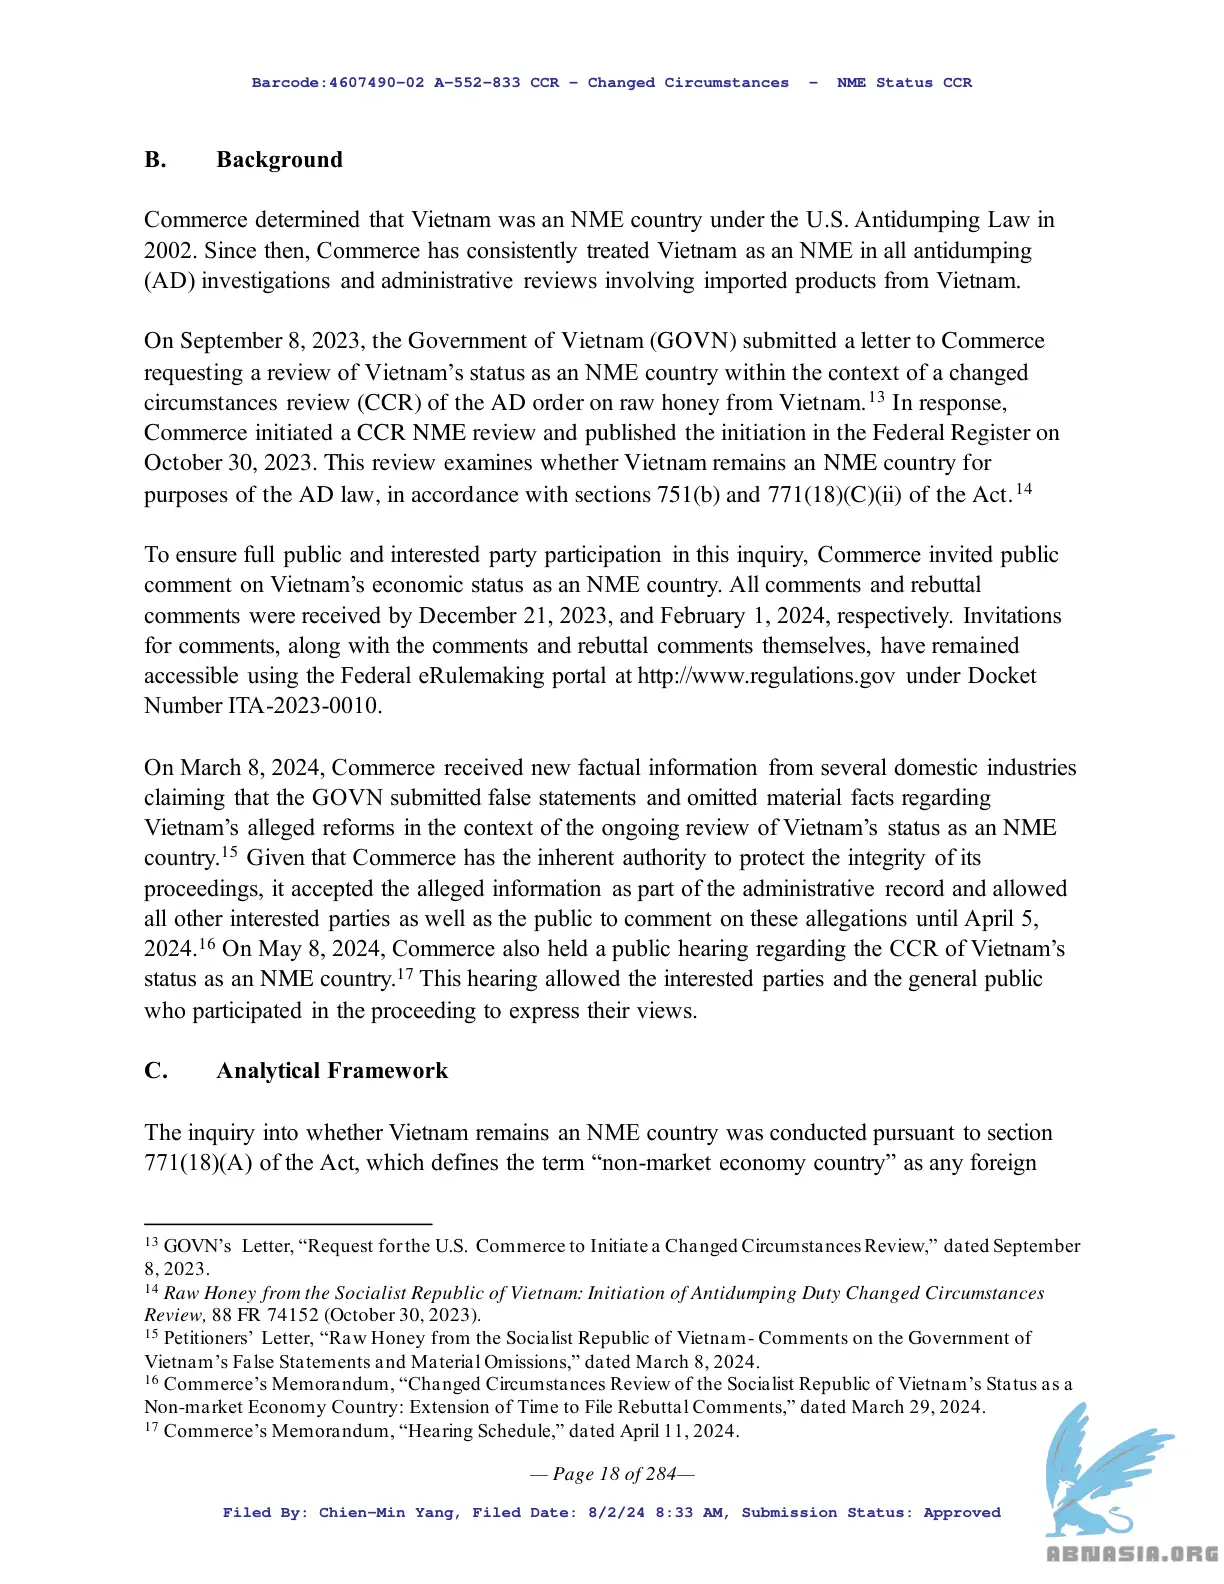 Barcode:4607490-02 A-552-833 CCR - Changed Circumstances - NME Status CCR
B. Background
Commerce determined that Vietnam was an NME country under the U.S. Antidumping Law in
2002. Since then, Commerce has consistently treated Vietnam as an NME in all antidumping
(AD) investigations and administrative reviews involving imported products from Vietnam.
On September 8, 2023, the Government of Vietnam (GOVN) submitted a letter to Commerce
requesting a review of Vietnam’s status as an NME country within the context of a changed
circumstances review (CCR) of the AD order on raw honey from Vietnam.13 In response,
Commerce initiated a CCR NME review and published the initiation in the Federal Register on
October 30, 2023. This review examines whether Vietnam remains an NME country for
purposes of the AD law, in accordance with sections 751(b) and 771(18)(C)(ii) of the Act.14
To ensure full public and interested party participation in this inquiry, Commerce invited public
comment on Vietnam’s economic status as an NME country. All comments and rebuttal
comments were received by December 21, 2023, and February 1, 2024, respectively. Invitations
for comments, along with the comments and rebuttal comments themselves, have remained
accessible using the Federal eRulemaking portal at http://www.regulations.gov under Docket
Number ITA-2023-0010.
On March 8, 2024, Commerce received new factual information from several domestic industries
claiming that the GOVN submitted false statements and omitted material facts regarding
Vietnam’s alleged reforms in the context of the ongoing review of Vietnam’s status as an NME
country.15 Given that Commerce has the inherent authority to protect the integrity of its
proceedings, it accepted the alleged information as part of the administrative record and allowed
all other interested parties as well as the public to comment on these allegations until April 5,
2024.16 On May 8, 2024, Commerce also held a public hearing regarding the CCR of Vietnam’s
status as an NME country.17 This hearing allowed the interested parties and the general public
who participated in the proceeding to express their views.
C. Analytical Framework
The inquiry into whether Vietnam remains an NME country was conducted pursuant to section
771(18)(A) of the Act, which defines the term “non-market economy country” as any foreign
13 GOVN’s Letter, “Request for the U.S. Commerce to Initiate a Changed Circumstances Review,” dated September
8, 2023.
14 Raw Honey from the Socialist Republic of Vietnam: Initiation of Antidumping Duty Changed Circumstances
Review, 88 FR 74152 (October 30, 2023).
15 Petitioners’ Letter, “Raw Honey from the Socialist Republic of Vietnam- Comments on the Government of
Vietnam’s False Statements and Material Omissions,” dated March 8, 2024.
16 Commerce’s Memorandum, “Changed Circumstances Review of the Socialist Republic of Vietnam’s Status as a
Non-market Economy Country: Extension of Time to File Rebuttal Comments,” dated March 29, 2024.
17 Commerce’s Memorandum, “Hearing Schedule,” dated April 11, 2024.
— Page 18 of 284—
Filed By: Chien-Min Yang, Filed Date: 8/2/24 8:33 AM, Submission Status: Approved
ABNASIA.ORG